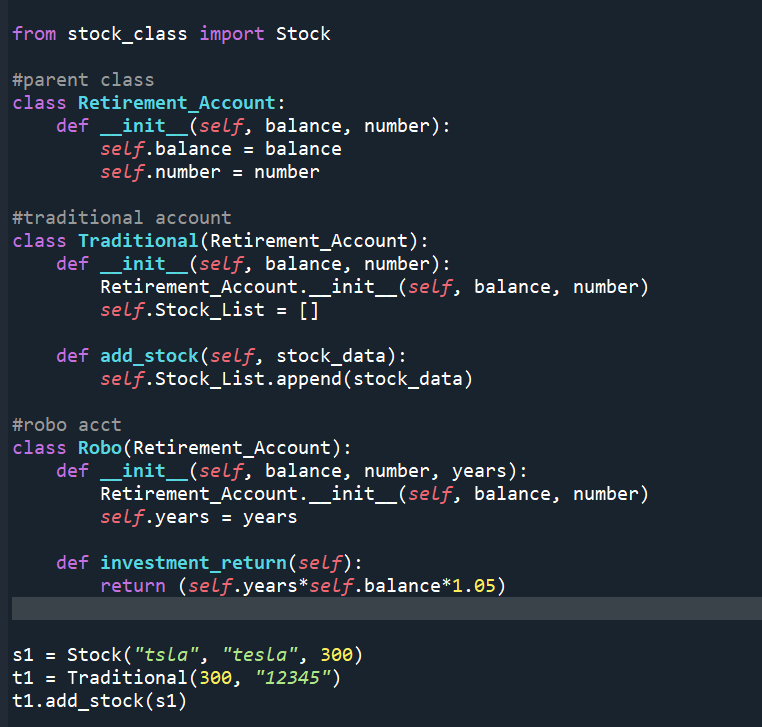 from stock_class import Stock
#parent class
class Retirement_Account:
    def __init__(self, balance, number):
        self.balance = balance
        self.number = number
#traditional account
class Traditional(Retirement_Account):
    def __init__(self, balance, number):
        Retirement_Account.__init__(self, balance, number)
        self.Stock_List = []
    def add_stock(self, stock_data):
        self.Stock_List.append(stock_data)
#robo acct
class Robo(Retirement_Account):
    def __init__(self, balance, number, years):
        Retirement_Account.__init__(self, balance, number)
        self.years = years
    def investment_return(self):
        return (self.years*self.balance*1.05)
s1 = Stock("tsla", "tesla", 300)
t1 = Traditional(300, "12345")
t1.add_stock(s1)